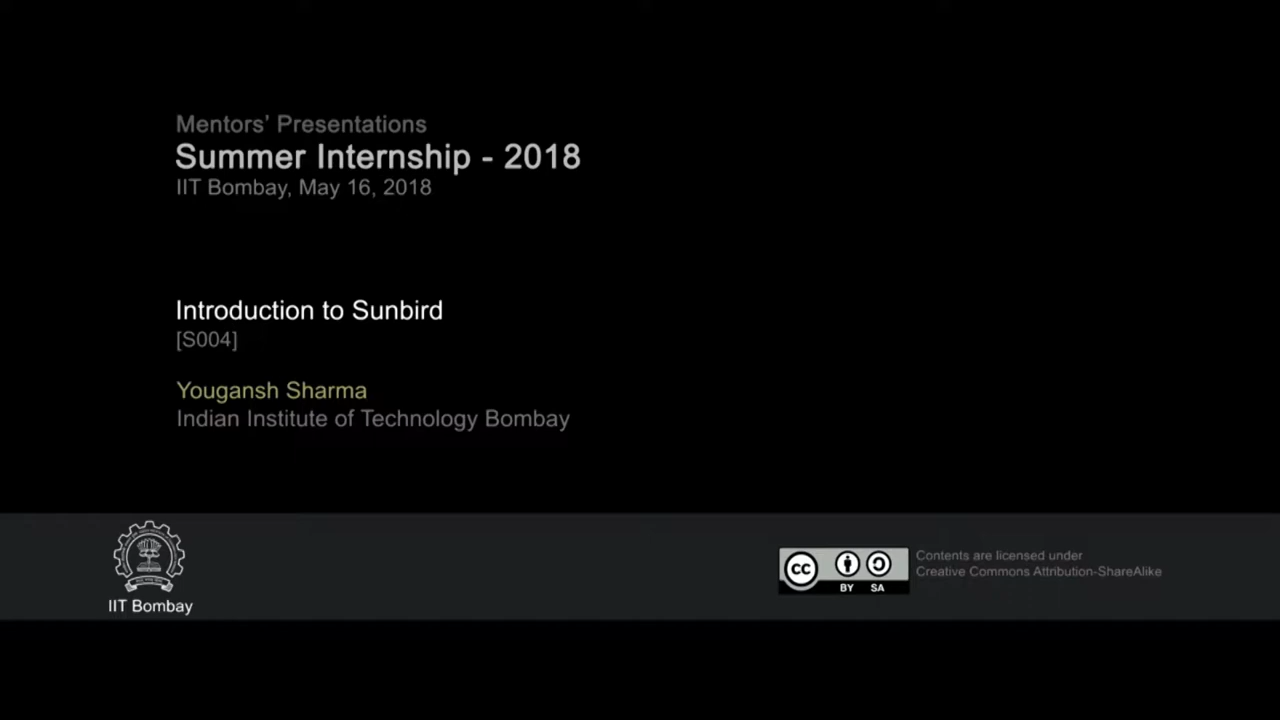 Mentors' Presentations
Summer Internship - 2018
IIT Bombay, May 16, 2018
Introduction to Sunbird
[S004]
Yougansh Sharma
Indian Institute of Technology Bombay
IIT Bombay
cc
BY SA
Contents are licensed under
Creative Commons Attribution-ShareAlike